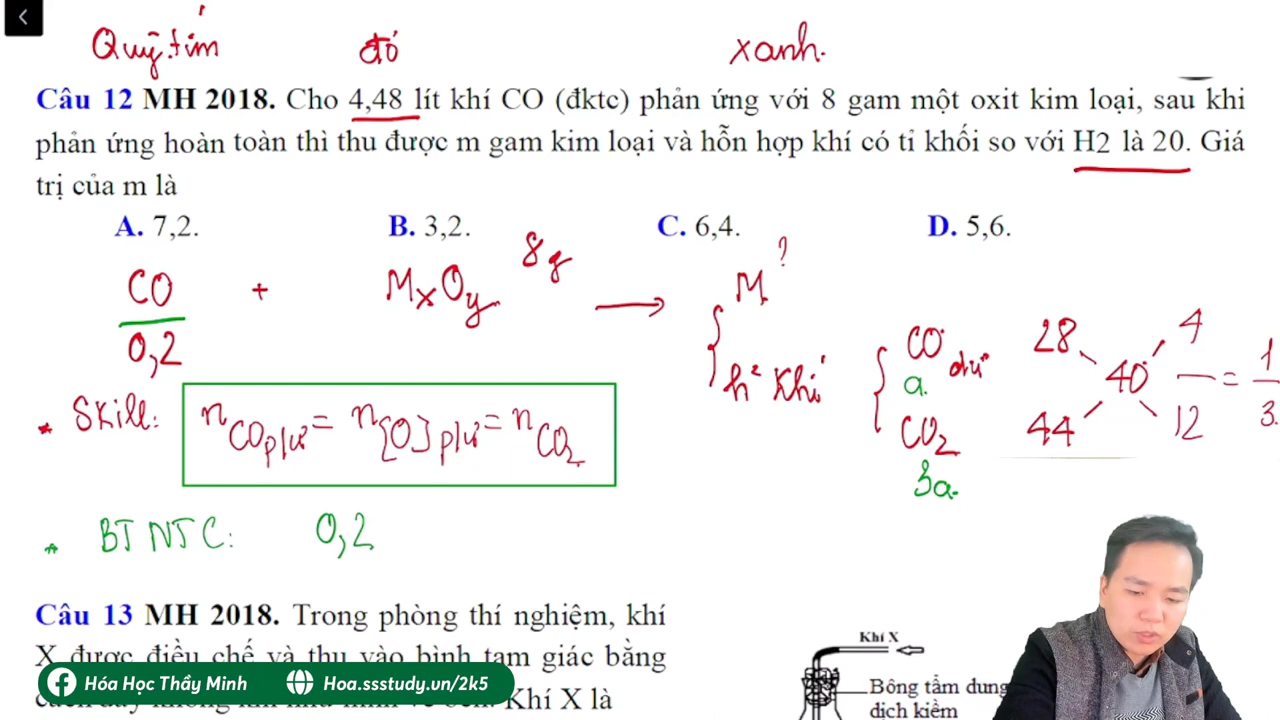 Quỳ tím đỏ xanh.
Câu 12 MH 2018. Cho 4,48 lít khí CO (đktc) phản ứng với 8 gam một oxit kim loại, sau khi
phản ứng hoàn toàn thì thu được m gam kim loại và hỗn hợp khí có tỉ khối so với H2 là 20. Giá
trị của m là
A. 7,2. B. 3,2. C. 6,4. D. 5,6.
CO + MxOy 8g → M ?
0,2
h² khí
CO dư
a.
CO2
3a.
28 4
40 = 1/3.
44 12
* Skill: nCO p/ứ = n[O] p/ứ = nCO2
* BTNT C: 0,2
Câu 13 MH 2018. Trong phòng thí nghiệm, khí
X được điều chế và thu vào bình tam giác bằng
Khí X là
Khí X
Bông tẩm dung
dịch kiềm
Hóa Học Thầy Minh Hoa.ssstudy.vn/2k5